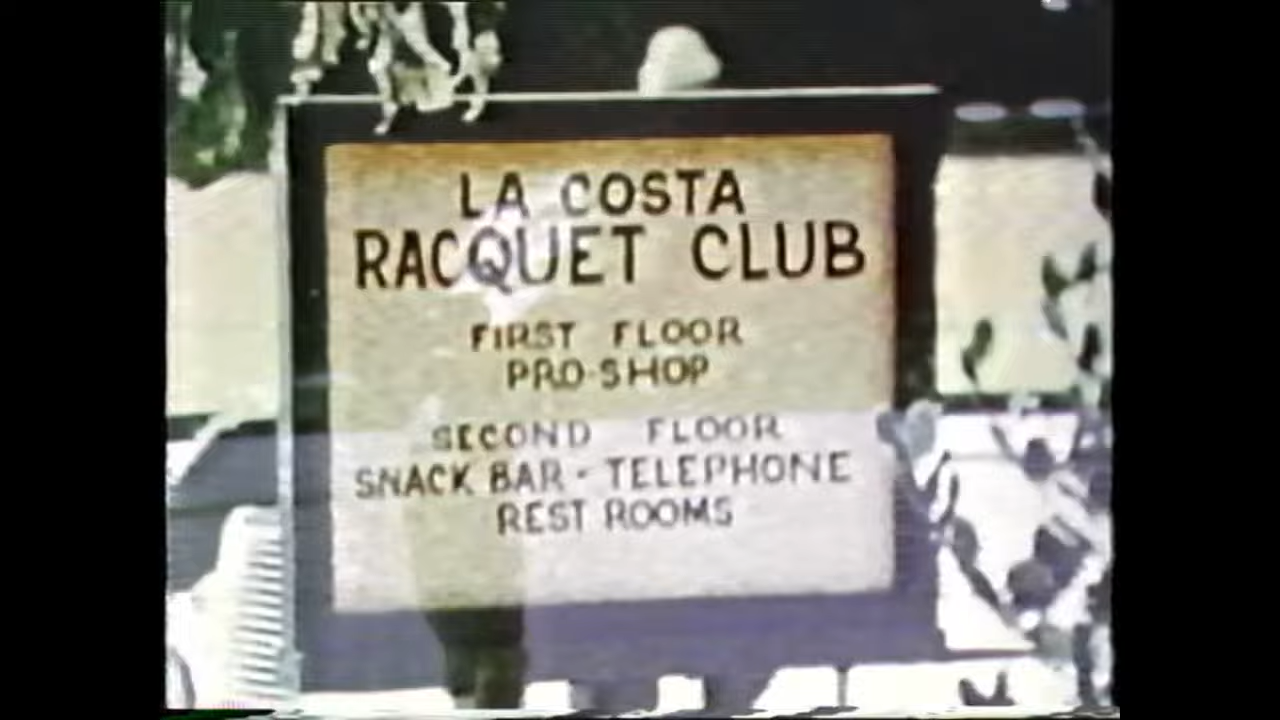 LA COSTA
RACQUET CLUB
FIRST FLOOR
PRO-SHOP
SECOND FLOOR
SNACK BAR - TELEPHONE
REST ROOMS